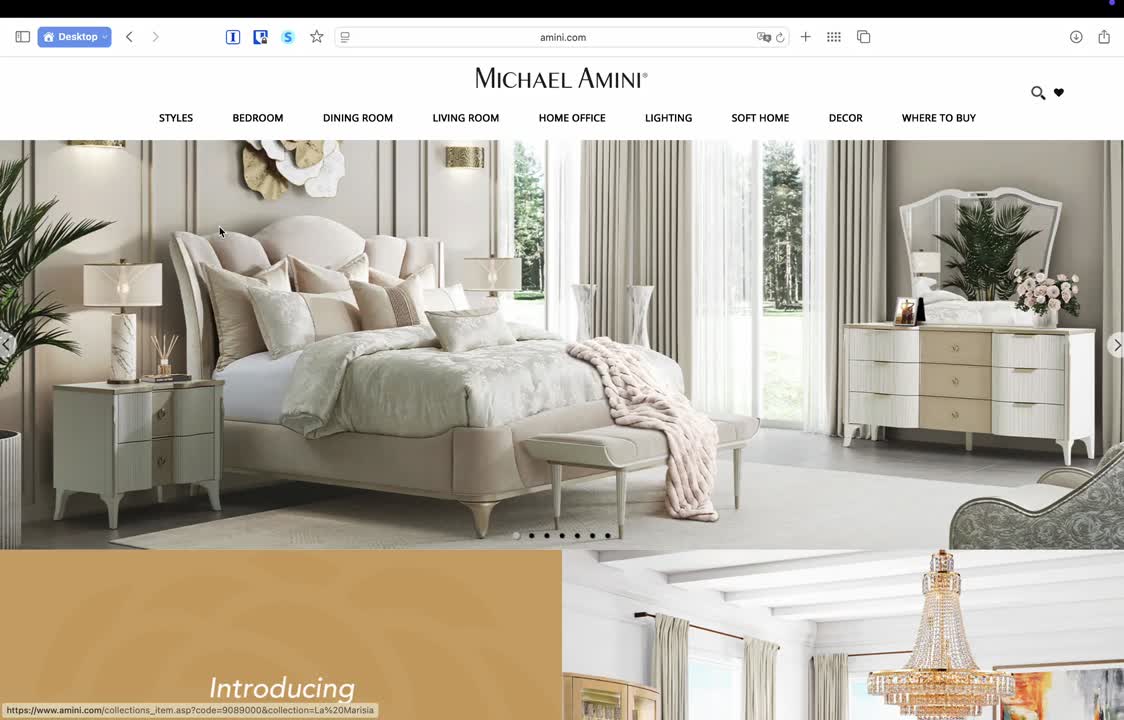 Desktop
amini.com
MICHAEL AMINI®
STYLES BEDROOM DINING ROOM LIVING ROOM HOME OFFICE LIGHTING SOFT HOME DECOR WHERE TO BUY
Introducing
https://www.amini.com/collections_item.asp?code=9089000&collection=La%20Marisia